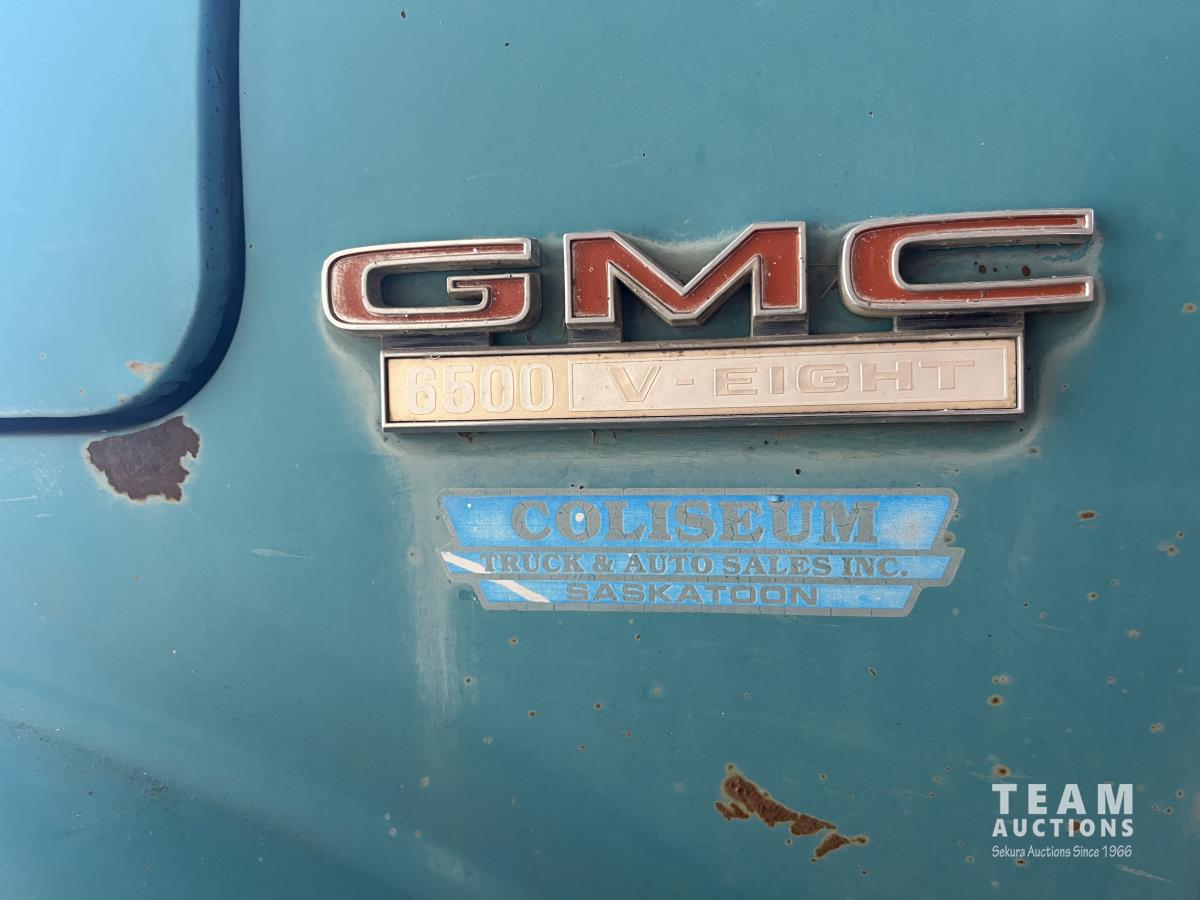 GMC
6500 V-EIGHT
COLISEUM
TRUCK & AUTO SALES INC.
SASKATOON
TEAM
AUCTIONS
Sekura Auctions Since 1966